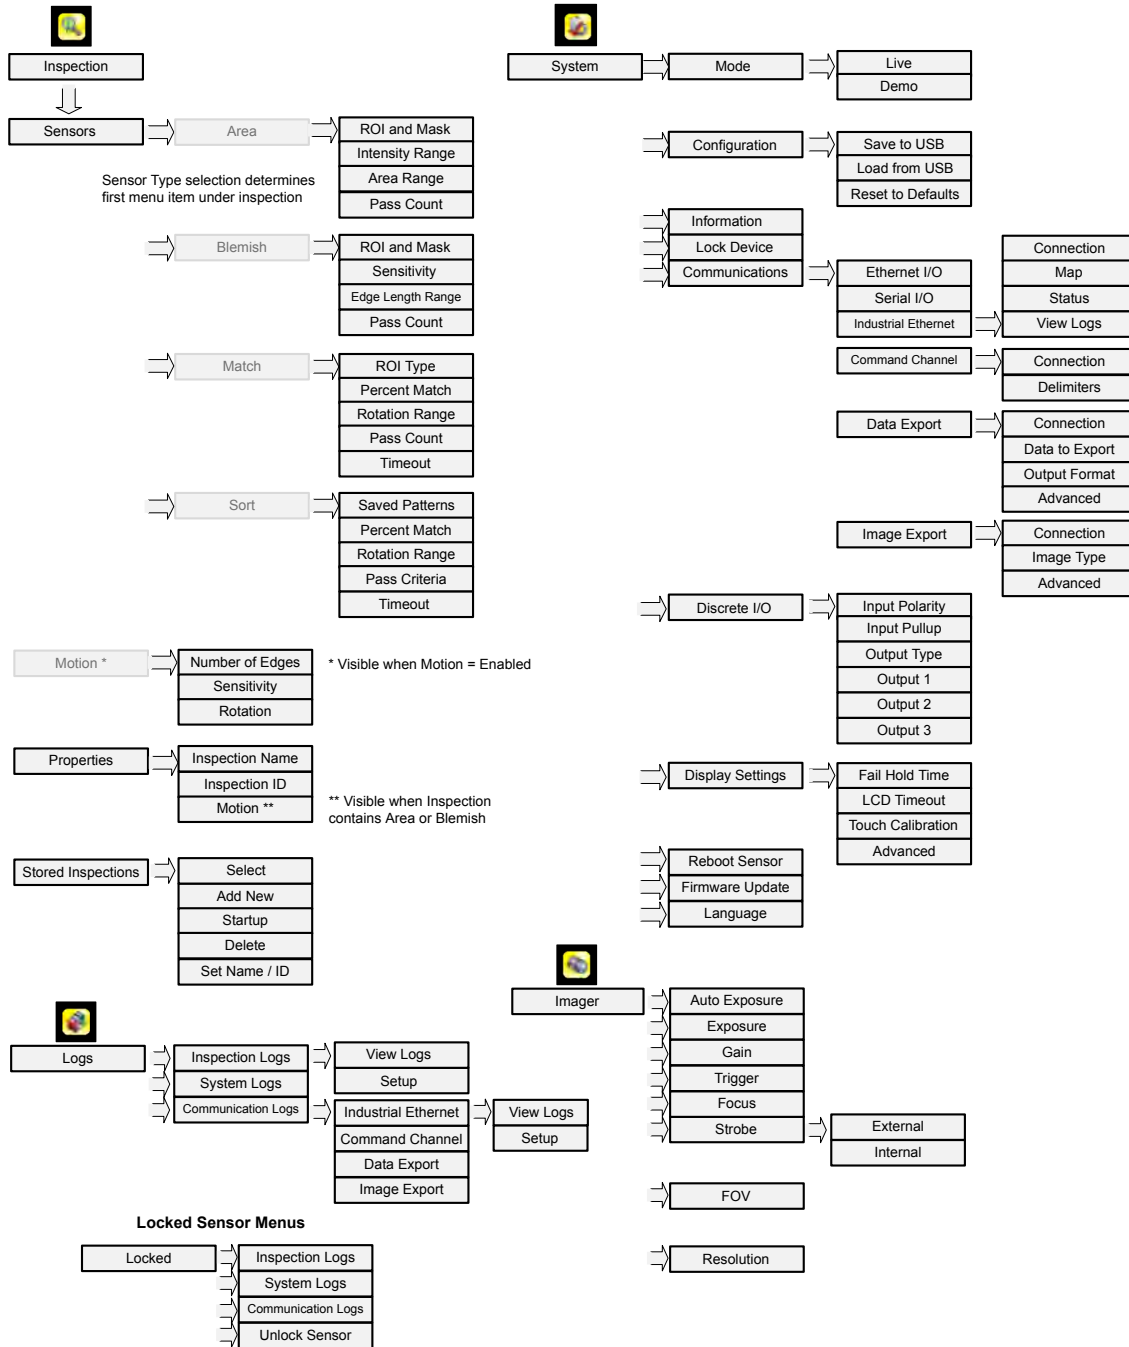 Inspection
Sensors
Area
ROI and Mask
Intensity Range
Area Range
Pass Count
Sensor Type selection determines
first menu item under inspection
Blemish
ROI and Mask
Sensitivity
Edge Length Range
Pass Count
Match
ROI Type
Percent Match
Rotation Range
Pass Count
Timeout
Sort
Saved Patterns
Percent Match
Rotation Range
Pass Criteria
Timeout
Motion *
Number of Edges
Sensitivity
Rotation
* Visible when Motion = Enabled
Properties
Inspection Name
Inspection ID
Motion **
** Visible when Inspection
contains Area or Blemish
Stored Inspections
Select
Add New
Startup
Delete
Set Name / ID
Logs
Inspection Logs
View Logs
Setup
System Logs
Communication Logs
Industrial Ethernet
Command Channel
Data Export
Image Export
View Logs
Setup
Locked Sensor Menus
Locked
Inspection Logs
System Logs
Communication Logs
Unlock Sensor
System
Mode
Live
Demo
Configuration
Save to USB
Load from USB
Reset to Defaults
Information
Lock Device
Communications
Ethernet I/O
Serial I/O
Industrial Ethernet
Connection
Map
Status
View Logs
Command Channel
Connection
Delimiters
Data Export
Connection
Data to Export
Output Format
Advanced
Image Export
Connection
Image Type
Advanced
Discrete I/O
Input Polarity
Input Pullup
Output Type
Output 1
Output 2
Output 3
Display Settings
Fail Hold Time
LCD Timeout
Touch Calibration
Advanced
Reboot Sensor
Firmware Update
Language
Imager
Auto Exposure
Exposure
Gain
Trigger
Focus
Strobe
External
Internal
FOV
Resolution